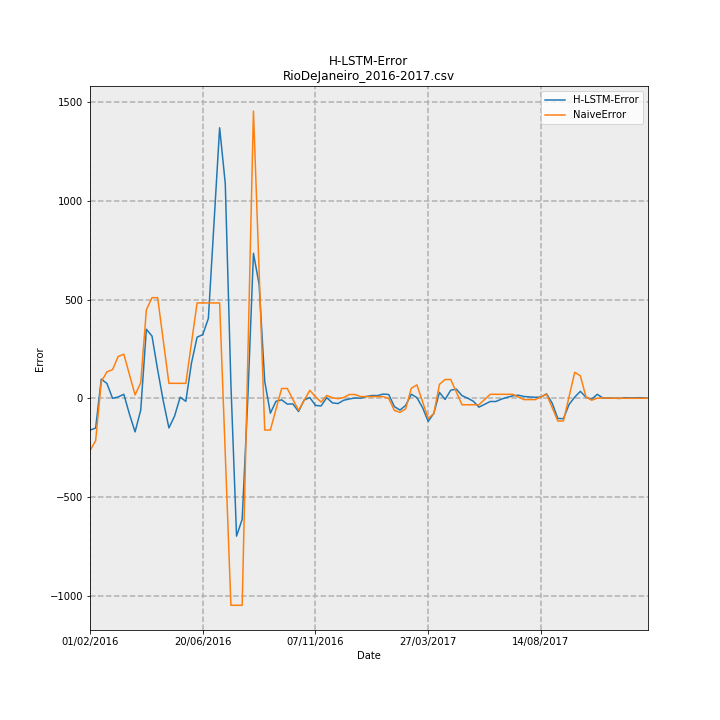 H-LSTM-Error
RioDeJaneiro_2016-2017.csv
H-LSTM-Error
NaiveError
1500
1000
500
0
−500
−1000
Error
01/02/2016 20/06/2016 07/11/2016 27/03/2017 14/08/2017
Date